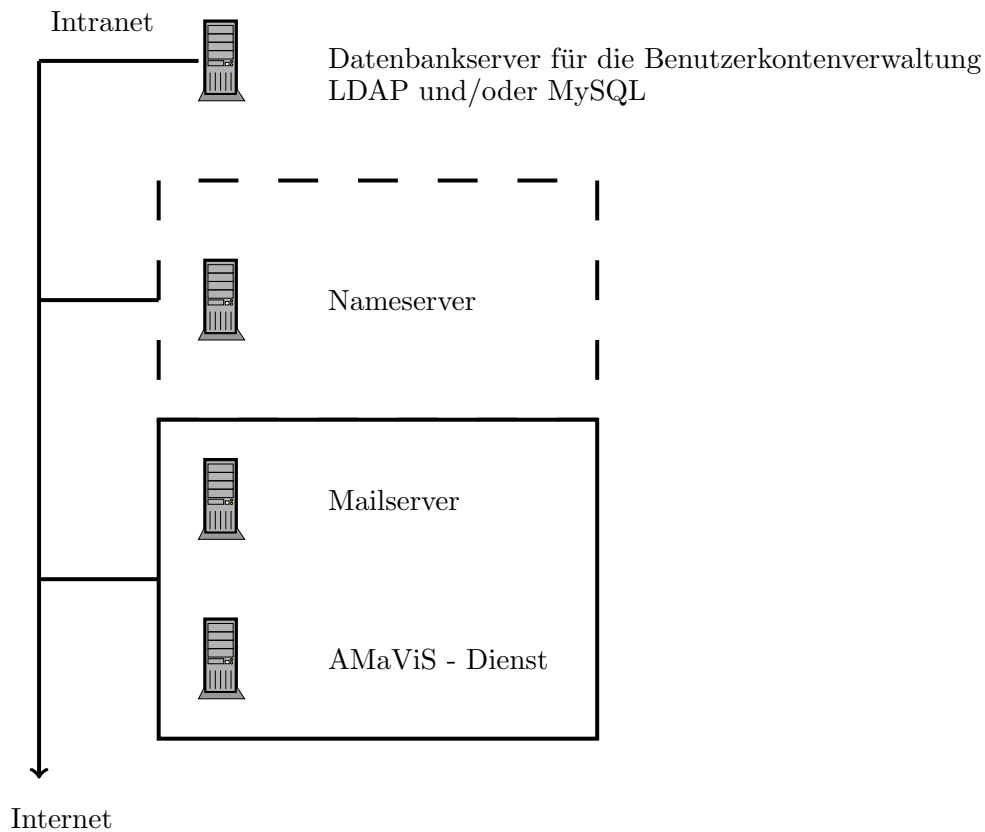 Intranet
Datenbankserver für die Benutzerkontenverwaltung
LDAP und/oder MySQL
Nameserver
Mailserver
AMaViS - Dienst
Internet